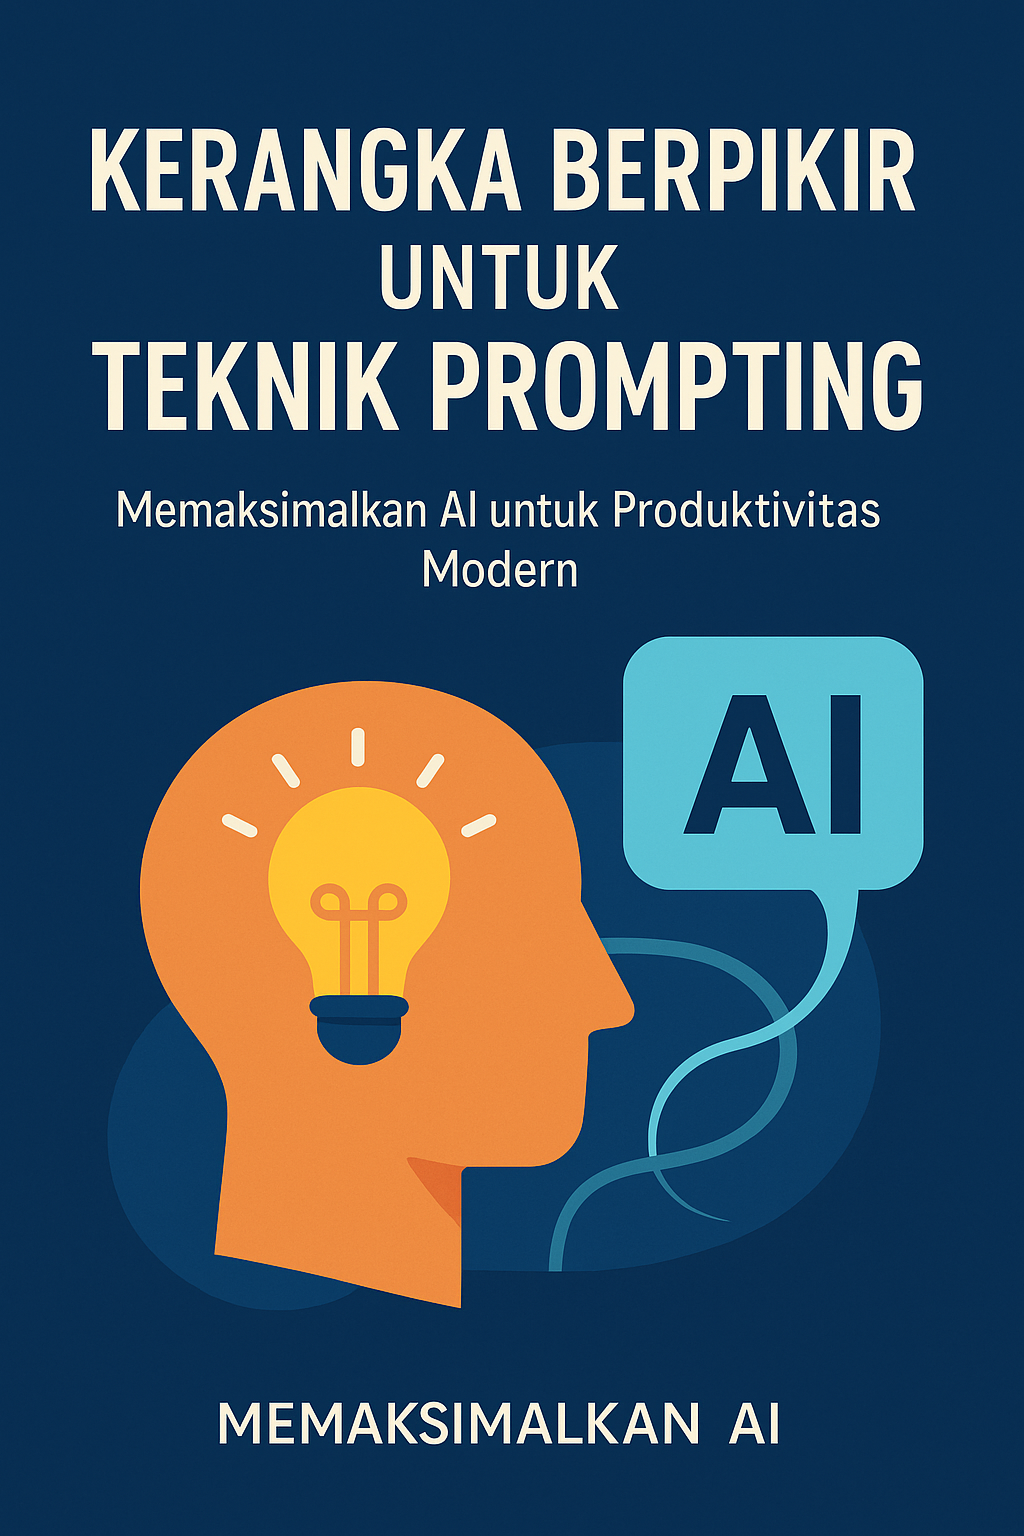 KERANGKA BERPIKIR
UNTUK
TEKNIK PROMPTING
Memaksimalkan AI untuk Produktivitas
Modern
AI
MEMAKSIMALKAN AI